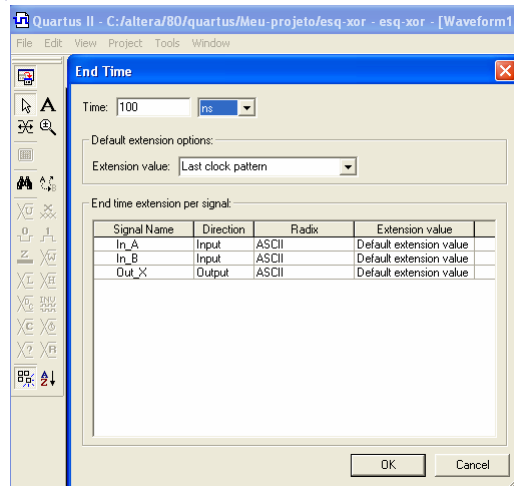 Quartus II - C:/altera/80/quartus/Meu-projeto/esq-xor - esq-xor - [Waveform1
File Edit View Project Tools Window
End Time
Time: 100 ns
Default extension options:
Extension value: Last clock pattern
End time extension per signal:
Signal Name Direction Radix Extension value
In_A Input ASCII Default extension value
In_B Input ASCII Default extension value
Out_X Output ASCII Default extension value
OK Cancel